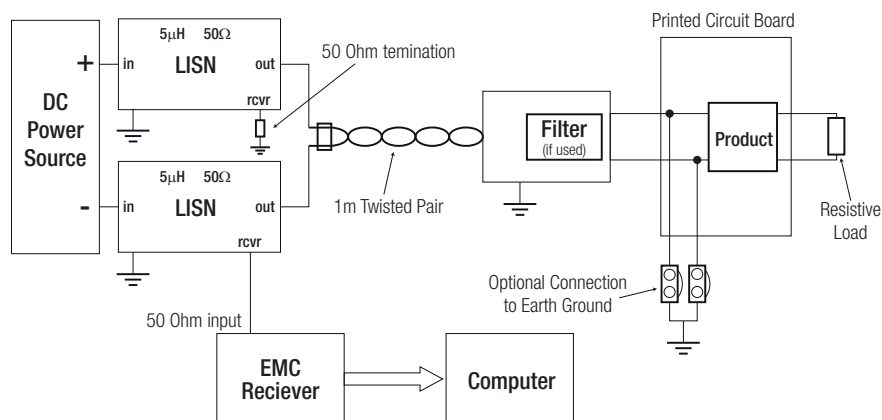 Printed Circuit Board
5μH 50Ω
LISN
in
out
rcvr
+
-
DC
Power
Source
50 Ohm temination
5μH 50Ω
LISN
in
out
rcvr
1m Twisted Pair
Filter
(if used)
Product
Resistive
Load
Optional Connection
to Earth Ground
50 Ohm input
EMC
Reciever
Computer